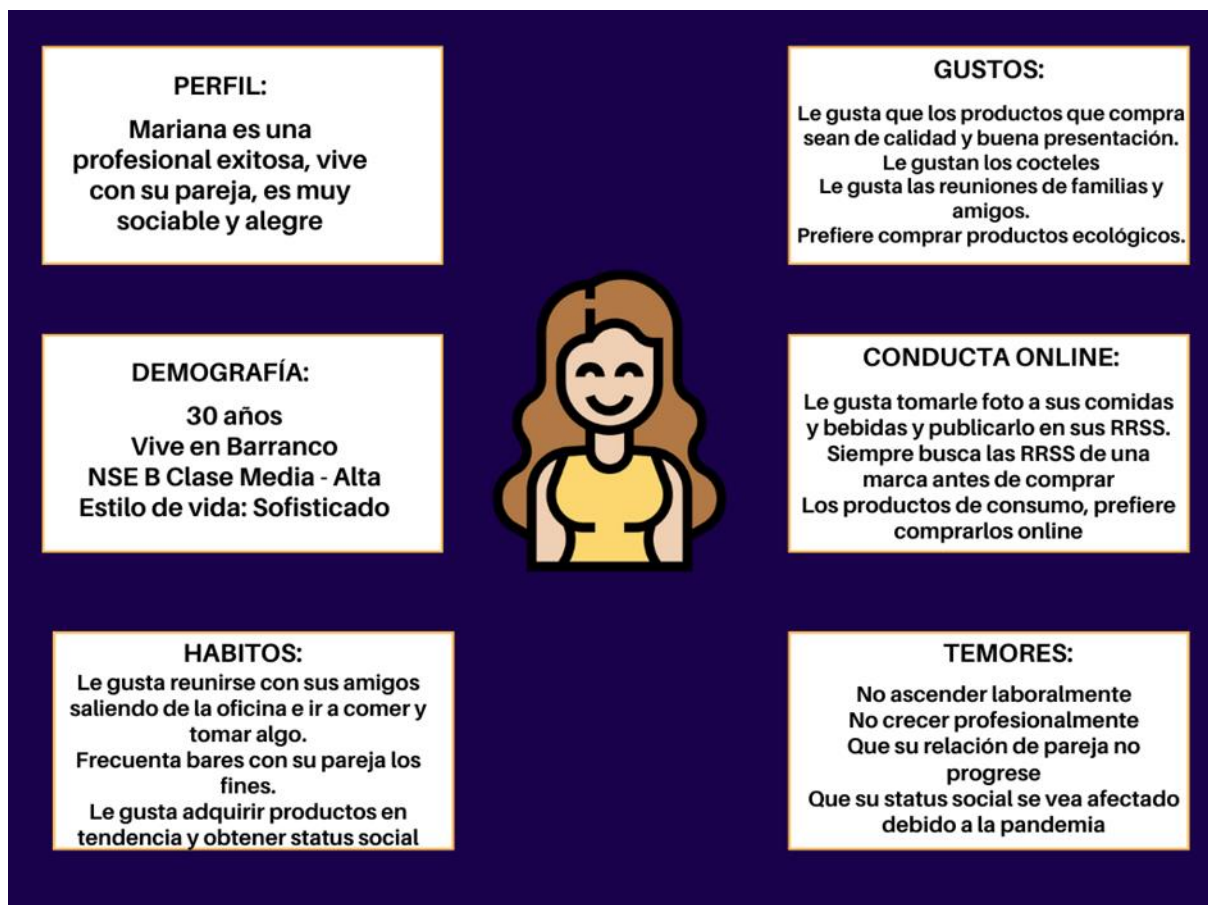 PERFIL:
Mariana es una
profesional exitosa, vive
con su pareja, es muy
sociable y alegre
GUSTOS:
Le gusta que los productos que compra
sean de calidad y buena presentación.
Le gustan los cocteles
Le gusta las reuniones de familias y
amigos.
Prefiere comprar productos ecológicos.
DEMOGRAFÍA:
30 años
Vive en Barranco
NSE B Clase Media - Alta
Estilo de vida: Sofisticado
CONDUCTA ONLINE:
Le gusta tomarle foto a sus comidas
y bebidas y publicarlo en sus RRSS.
Siempre busca las RRSS de una
marca antes de comprar
Los productos de consumo, prefiere
comprarlos online
HABITOS:
Le gusta reunirse con sus amigos
saliendo de la oficina e ir a comer y
tomar algo.
Frecuenta bares con su pareja los
fines.
Le gusta adquirir productos en
tendencia y obtener status social
TEMORES:
No ascender laboralmente
No crecer profesionalmente
Que su relación de pareja no
progrese
Que su status social se vea afectado
debido a la pandemia